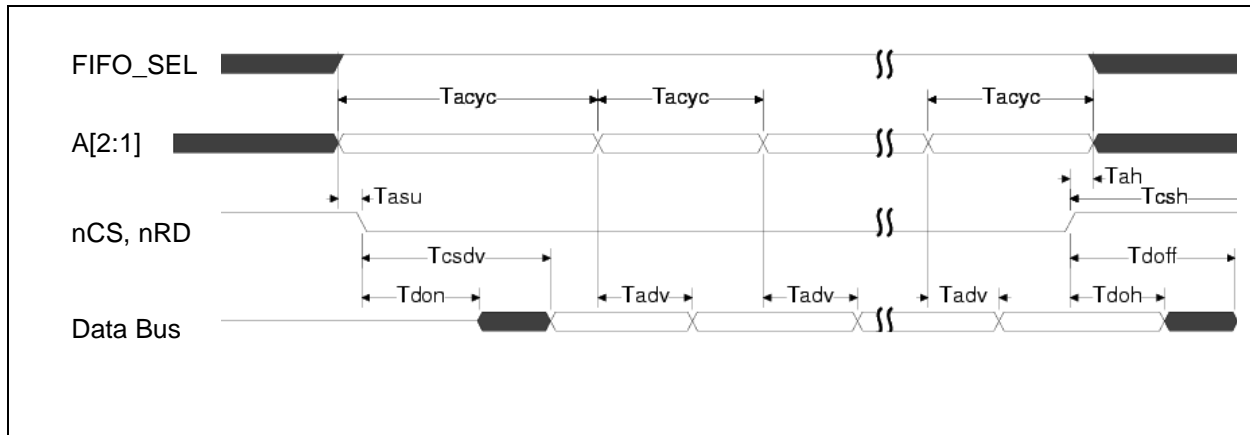 FIFO_SEL
Tacyc Tacyc Tacyc
A[2:1]
Tah
Tasu Tcsh
nCS, nRD
Tcsdv Tdoff
Tdon Tadv Tadv Tadv Tdoh
Data Bus